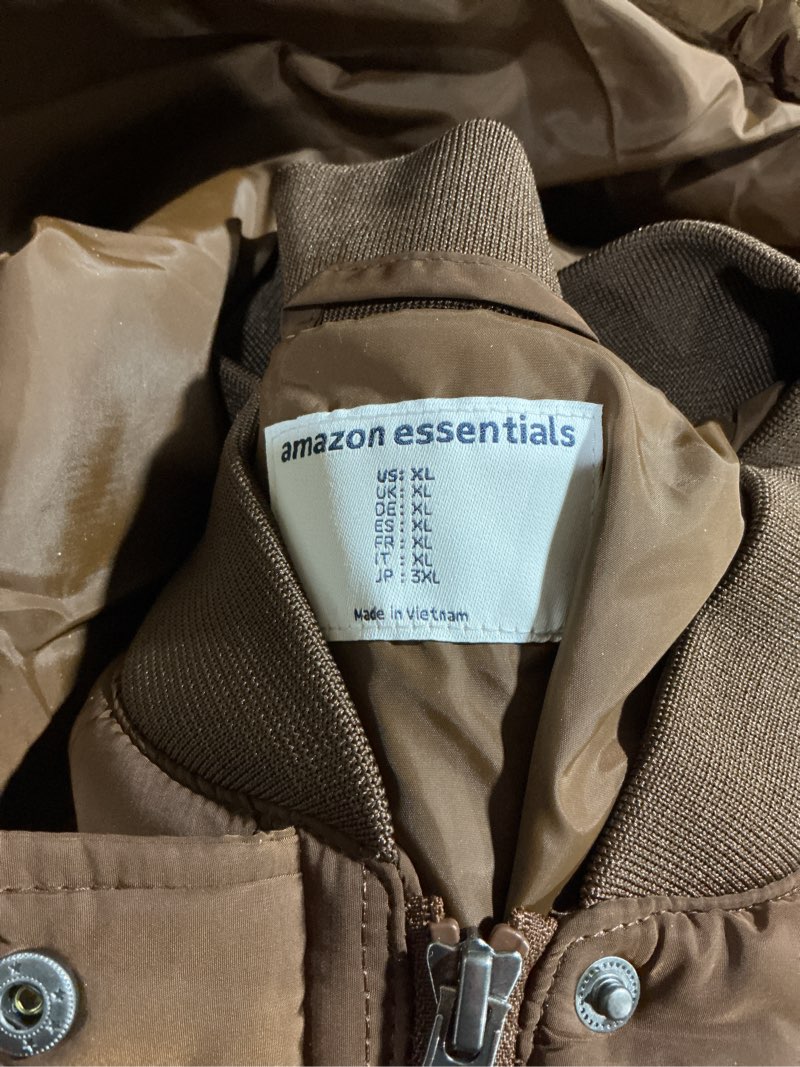 amazon essentials
US: XL
UK: XL
DE: XL
ES: XL
FR: XL
IT : XL
JP : 3XL
Made in Vietnam